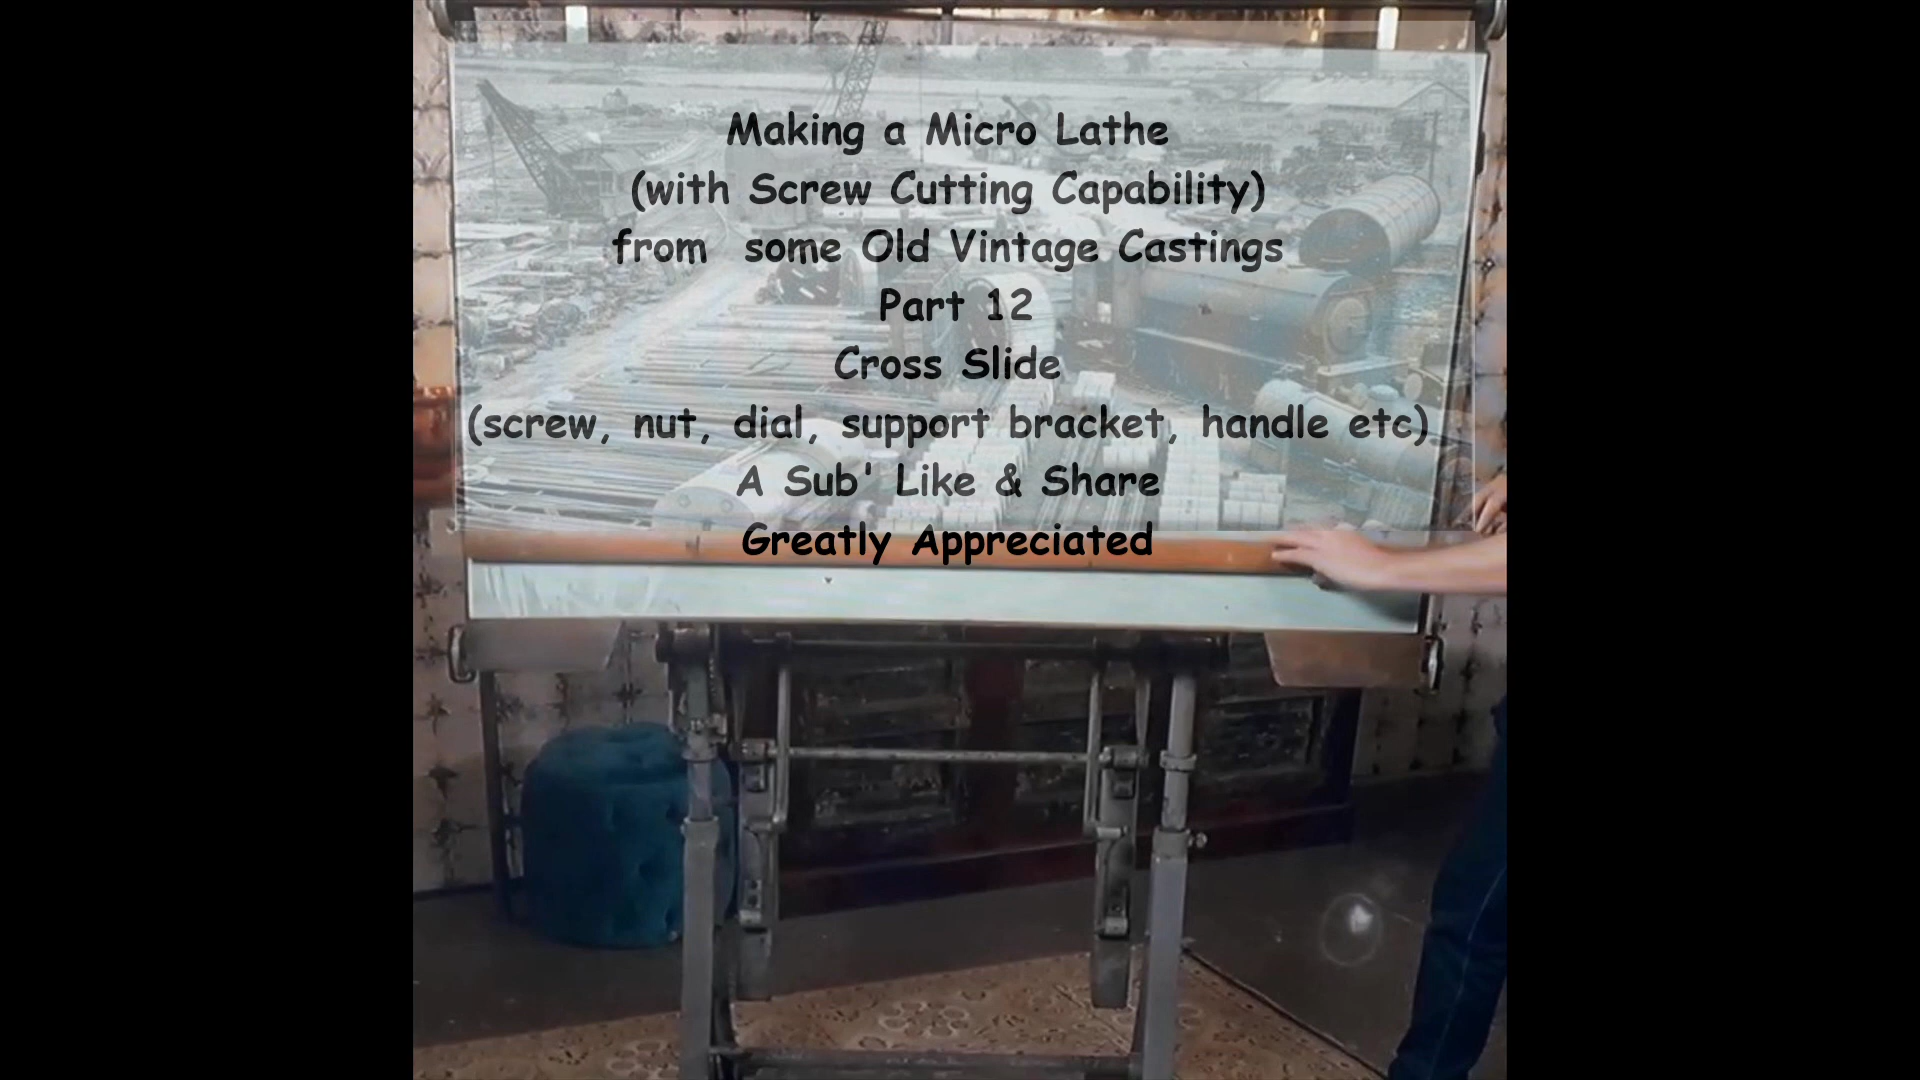 Making a Micro Lathe
(with Screw Cutting Capability)
from some Old Vintage Castings
Part 12
Cross Slide
(screw, nut, dial, support bracket, handle etc)
A Sub' Like & Share
Greatly Appreciated